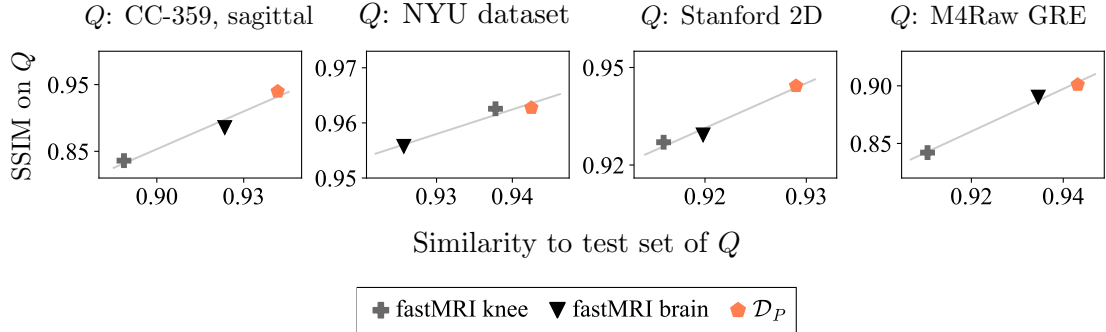 Q: CC-359, sagittal
Q: NYU dataset
Q: Stanford 2D
Q: M4Raw GRE
SSIM on Q
0.95
0.85
0.90
0.93
0.97
0.96
0.95
0.93
0.94
0.95
0.92
0.92
0.93
0.90
0.85
0.92
0.94
Similarity to test set of Q
fastMRI knee
fastMRI brain
𝒟_P